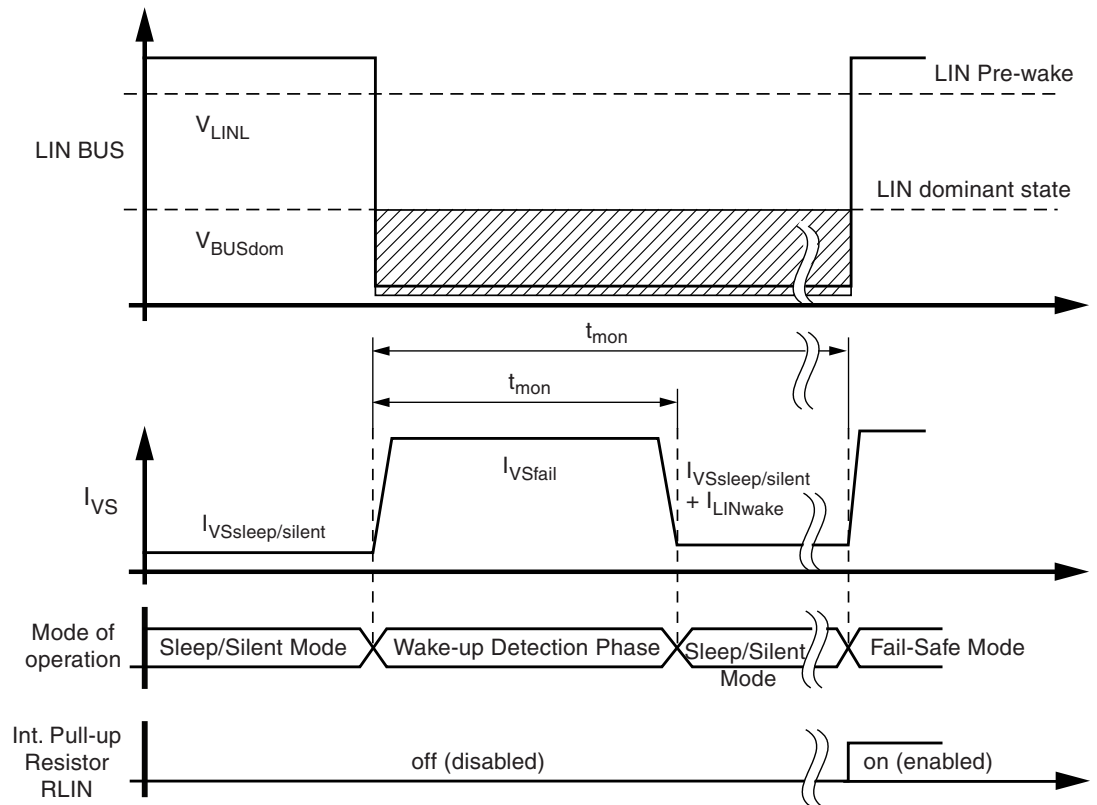 LIN Pre-wake
VLINL
LIN BUS
LIN dominant state
VBUSdom
tmon
tmon
IVSfail
IVSsleep/silent
+ ILINwake
IVS
IVSsleep/silent
Mode of
operation
Sleep/Silent Mode
Wake-up Detection Phase
Sleep/Silent
Mode
Fail-Safe Mode
Int. Pull-up
Resistor
RLIN
off (disabled)
on (enabled)